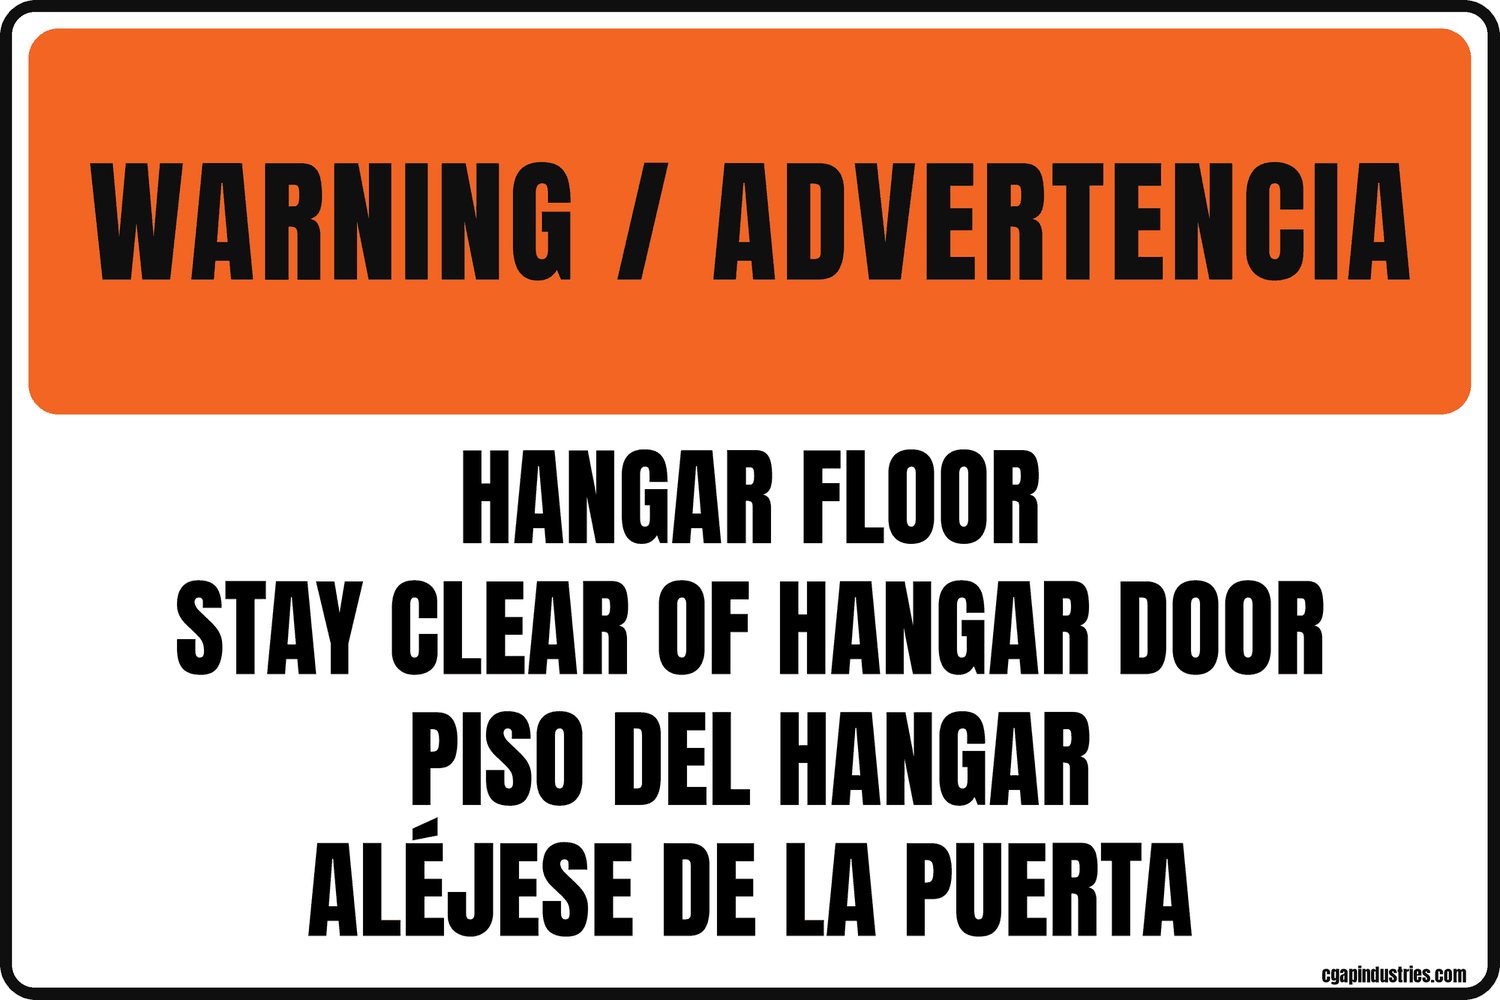 WARNING / ADVERTENCIA
HANGAR FLOOR
STAY CLEAR OF HANGAR DOOR
PISO DEL HANGAR
ALÉJESE DE LA PUERTA
cgapindustries.com